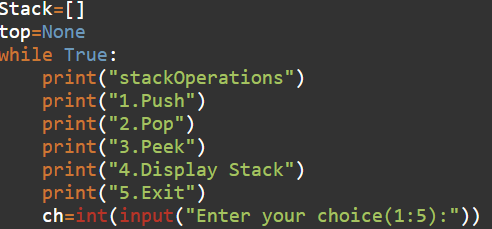 Stack=[]
top=None
while True:
    print("stackOperations")
    print("1.Push")
    print("2.Pop")
    print("3.Peek")
    print("4.Display Stack")
    print("5.Exit")
    ch=int(input("Enter your choice(1:5):"))